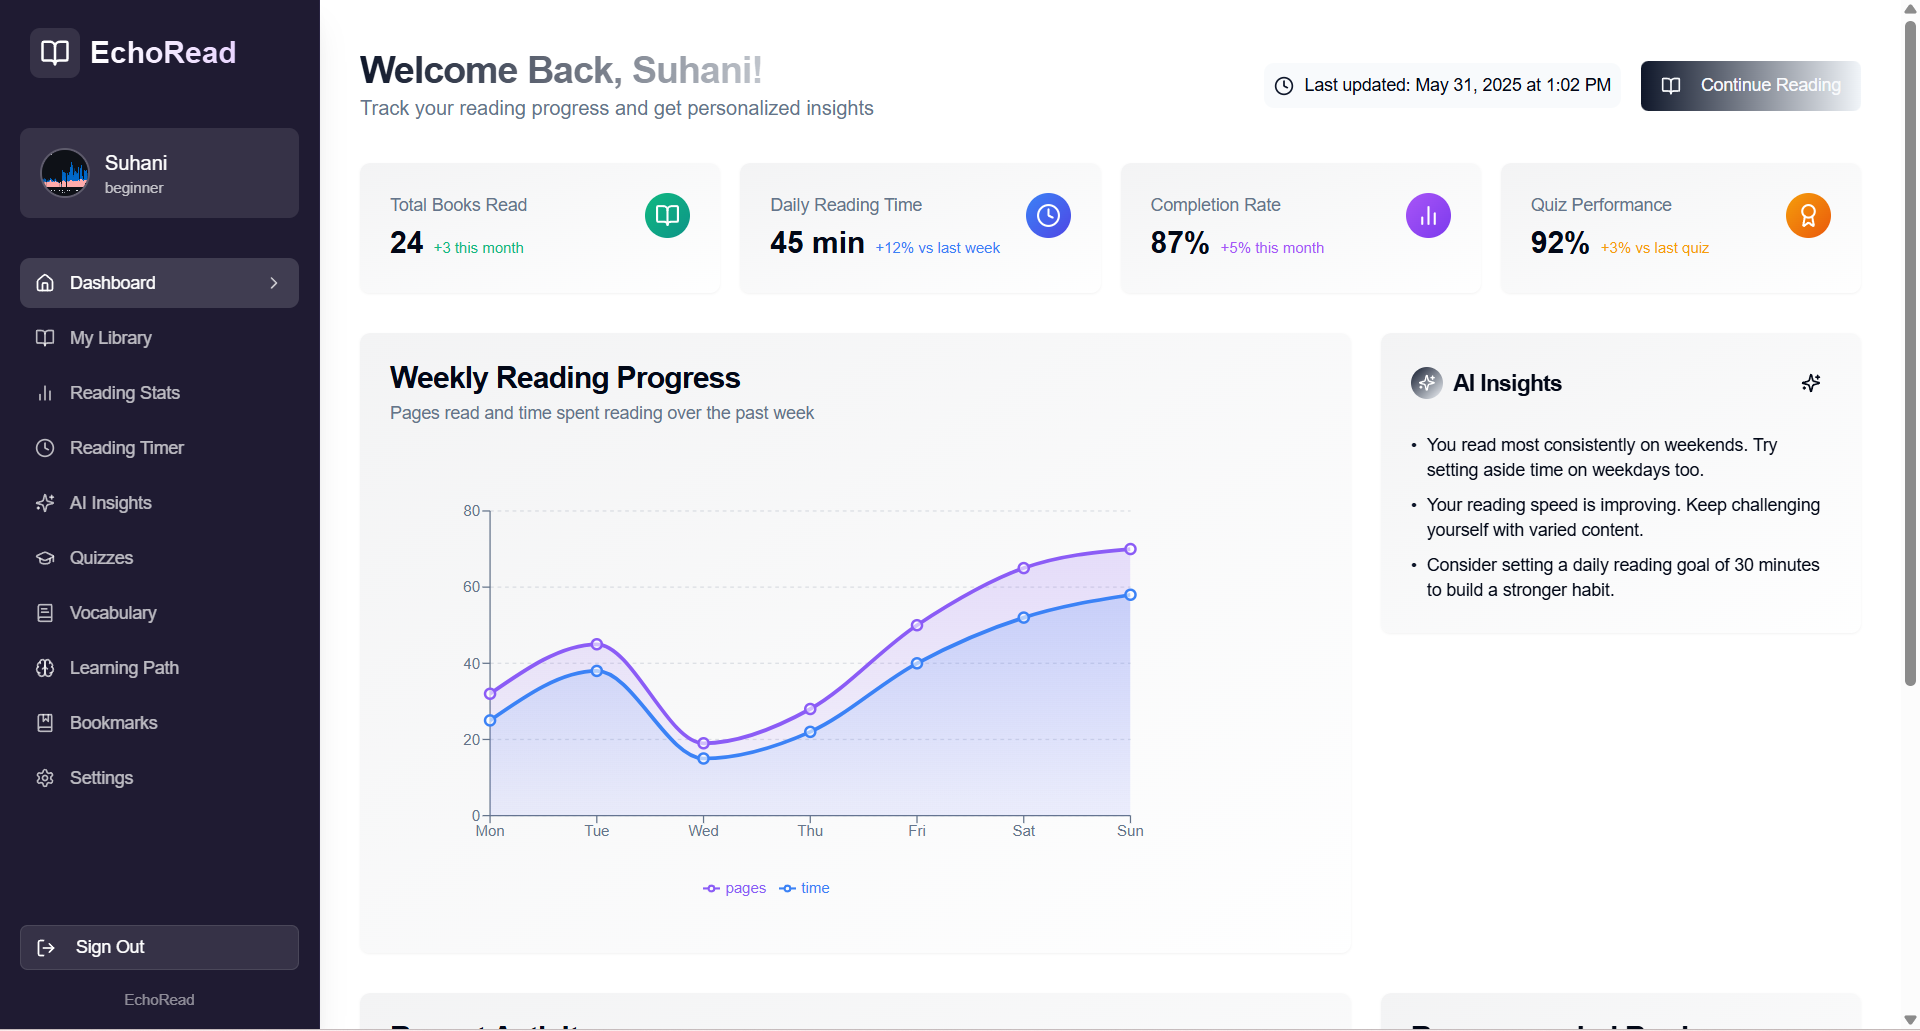 EchoRead
Suhani
beginner
Dashboard
My Library
Reading Stats
Reading Timer
AI Insights
Quizzes
Vocabulary
Learning Path
Bookmarks
Settings
Sign Out
EchoRead
Welcome Back, Suhani!
Track your reading progress and get personalized insights
Last updated: May 31, 2025 at 1:02 PM
Continue Reading
Total Books Read
24 +3 this month
Daily Reading Time
45 min +12% vs last week
Completion Rate
87% +5% this month
Quiz Performance
92% +3% vs last quiz
Weekly Reading Progress
Pages read and time spent reading over the past week
80
60
40
20
0
Mon Tue Wed Thu Fri Sat Sun
pages time
AI Insights
• You read most consistently on weekends. Try
setting aside time on weekdays too.
• Your reading speed is improving. Keep challenging
yourself with varied content.
• Consider setting a daily reading goal of 30 minutes
to build a stronger habit.